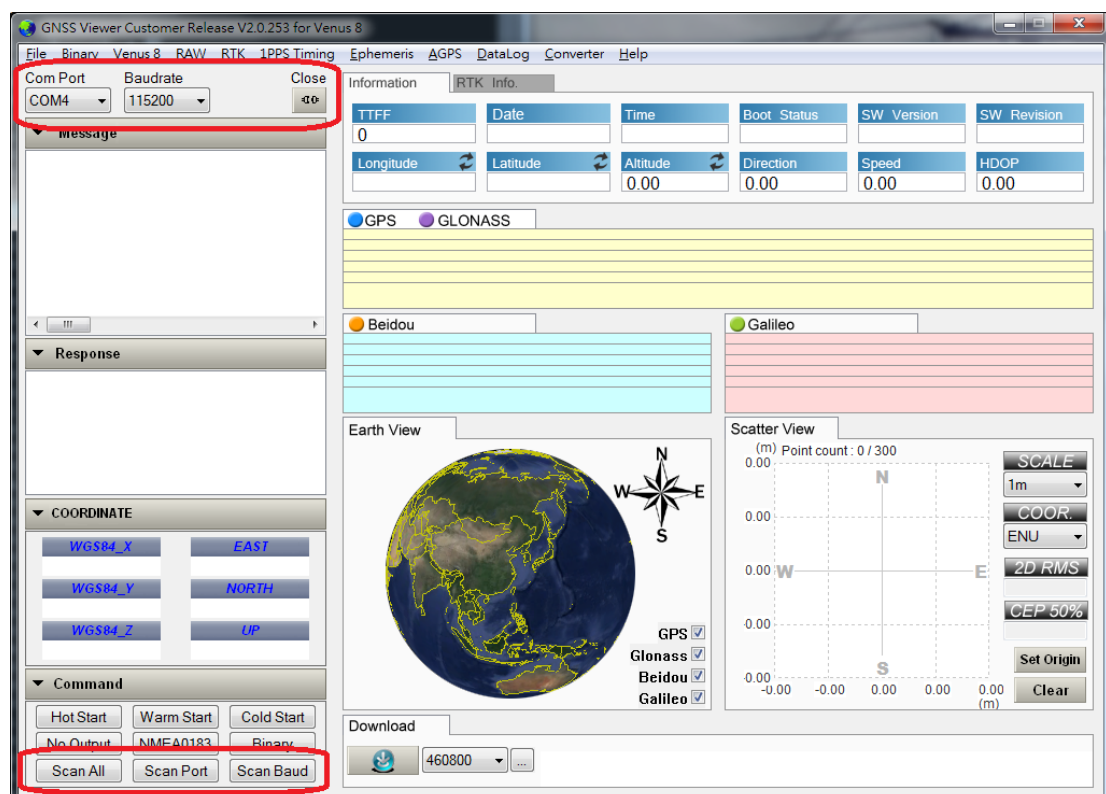 GNSS Viewer Customer Release V2.0.253 for Venus 8
File Binary Venus 8 RAW RTK 1PPS Timing Ephemeris AGPS DataLog Converter Help
Com Port Baudrate Close
COM4 115200
Message
Response
COORDINATE
WGS84_X EAST
WGS84_Y NORTH
WGS84_Z UP
Command
Hot Start Warm Start Cold Start
No Output NMEA0183 Binary
Scan All Scan Port Scan Baud
Information RTK Info.
TTFF Date Time Boot Status SW Version SW Revision
0
Longitude Latitude Altitude Direction Speed HDOP
0.00 0.00 0.00 0.00
GPS GLONASS
Beidou Galileo
Earth View
N
W E
S
GPS
Glonass
Beidou
Galileo
Scatter View
(m) Point count : 0 / 300
0.00
N
0.00
0.00 W E
-0.00
S
-0.00
-0.00 -0.00 0.00 0.00 0.00
(m)
SCALE
1m
COOR.
ENU
2D RMS
CEP 50%
Set Origin
Clear
Download
460800 ...